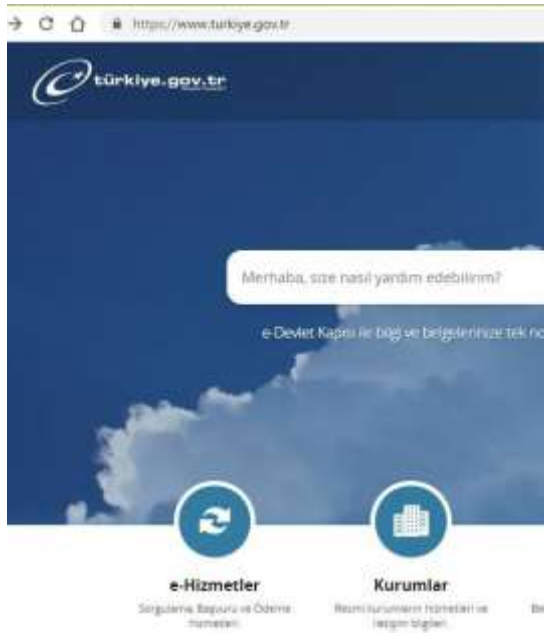 https://www.turkiye.gov.tr
türkiye.gov.tr
Merhaba, size nasıl yardım edebilirim?
e-Devlet Kapısı ile bilgi ve belgelerinize tek no
e-Hizmetler
Kurumlar
Sorgulama, Başvuru ve Ödeme
hizmetleri
Resmi kurumların hizmetleri ve
iletişim bilgileri